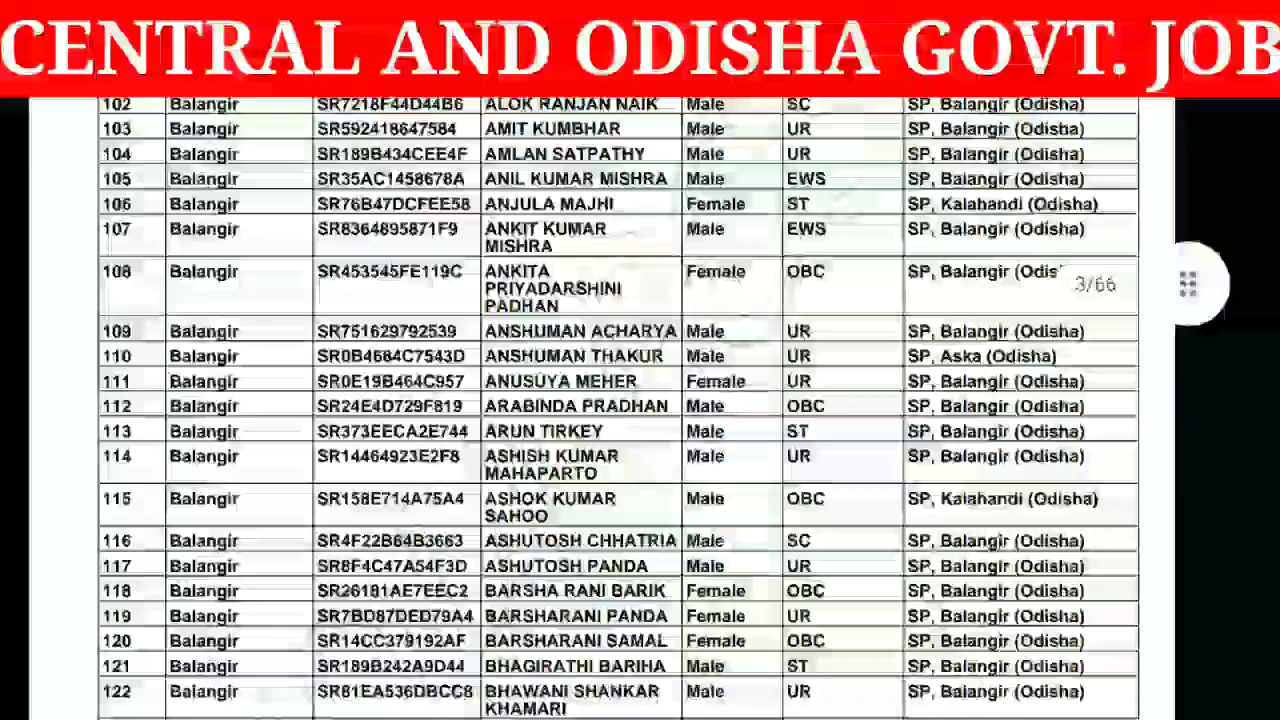 CENTRAL AND ODISHA GOVT. JOB
102 Balangir SR7218F44D44B6 ALOK RANJAN NAIK Male SC SP, Balangir (Odisha)
103 Balangir SR592418647584 AMIT KUMBHAR Male UR SP, Balangir (Odisha)
104 Balangir SR189B434CEE4F AMLAN SATPATHY Male UR SP, Balangir (Odisha)
105 Balangir SR35AC1458678A ANIL KUMAR MISHRA Male EWS SP, Balangir (Odisha)
106 Balangir SR76B47DCFEE58 ANJULA MAJHI Female ST SP, Kalahandi (Odisha)
107 Balangir SR8364895871F9 ANKIT KUMAR Male EWS SP, Balangir (Odisha)
MISHRA
108 Balangir SR453545FE119C ANKITA Female OBC SP, Balangir (Odis
PRIYADARSHINI
PADHAN
3/66
109 Balangir SR751629792539 ANSHUMAN ACHARYA Male UR SP, Balangir (Odisha)
110 Balangir SR0B4684C7543D ANSHUMAN THAKUR Male UR SP, Aska (Odisha)
111 Balangir SR0E19B464C957 ANUSUYA MEHER Female UR SP, Balangir (Odisha)
112 Balangir SR24E4D729F819 ARABINDA PRADHAN Male OBC SP, Balangir (Odisha)
113 Balangir SR373EECA2E744 ARUN TIRKEY Male ST SP, Balangir (Odisha)
114 Balangir SR14464923E2F8 ASHISH KUMAR Male UR SP, Balangir (Odisha)
MAHAPARTO
115 Balangir SR158E714A75A4 ASHOK KUMAR Male OBC SP, Kalahandi (Odisha)
SAHOO
116 Balangir SR4F22B64B3663 ASHUTOSH CHHATRIA Male SC SP, Balangir (Odisha)
117 Balangir SR8F4C47A54F3D ASHUTOSH PANDA Male UR SP, Balangir (Odisha)
118 Balangir SR26181AE7EEC2 BARSHA RANI BARIK Female OBC SP, Balangir (Odisha)
119 Balangir SR7BD87DED79A4 BARSHARANI PANDA Female UR SP, Balangir (Odisha)
120 Balangir SR14CC379192AF BARSHARANI SAMAL Female OBC SP, Balangir (Odisha)
121 Balangir SR189B242A9D44 BHAGIRATHI BARIHA Male ST SP, Balangir (Odisha)
122 Balangir SR81EA536DBCC8 BHAWANI SHANKAR Male UR SP, Balangir (Odisha)
KHAMARI